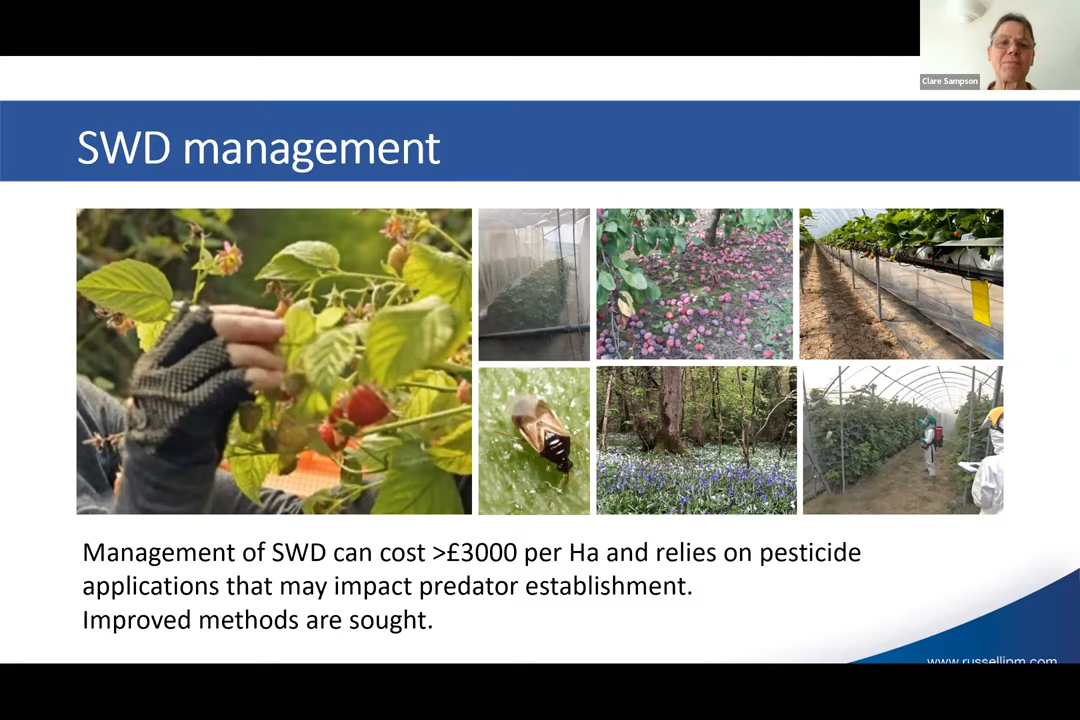 Clare Sampson
SWD management
Management of SWD can cost >£3000 per Ha and relies on pesticide
applications that may impact predator establishment.
Improved methods are sought.
www.russellipm.com